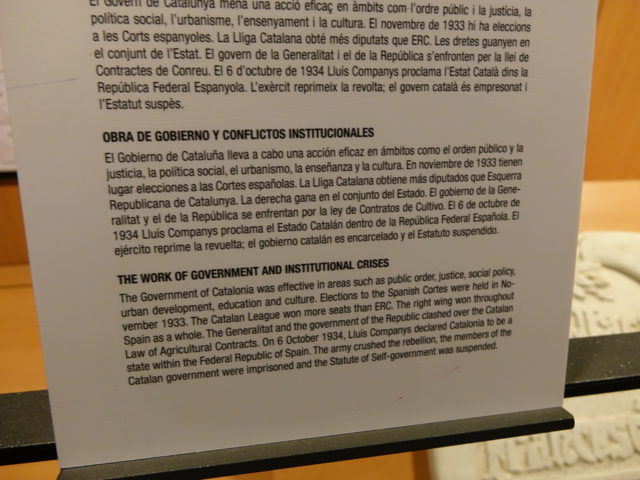 El Govern de Catalunya mena una acció eficaç en àmbits com l'ordre públic i la justícia, la
política social, l'urbanisme, l'ensenyament i la cultura. El novembre de 1933 hi ha eleccions
a les Corts espanyoles. La Lliga Catalana obté més diputats que ERC. Les dretes guanyen en
el conjunt de l'Estat. El govern de la Generalitat i el de la República s'enfronten per la llei de
Contractes de Conreu. El 6 d'octubre de 1934 Lluís Companys proclama l'Estat Català dins la
República Federal Espanyola. L'exèrcit reprimeix la revolta; el govern català és empresonat i
l'Estatut suspès.
OBRA DE GOBIERNO Y CONFLICTOS INSTITUCIONALES
El Gobierno de Cataluña lleva a cabo una acción eficaz en ámbitos como el orden público y la
justicia, la política social, el urbanismo, la enseñanza y la cultura. En noviembre de 1933 tienen
lugar elecciones a las Cortes españolas. La Lliga Catalana obtiene más diputados que Esquerra
Republicana de Catalunya. La derecha gana en el conjunto del Estado. El gobierno de la Gene-
ralitat y el de la República se enfrentan por la ley de Contratos de Cultivo. El 6 de octubre de
1934 Lluís Companys proclama el Estado Catalán dentro de la República Federal Española. El
ejército reprime la revuelta; el gobierno catalán es encarcelado y el Estatuto suspendido.
THE WORK OF GOVERNMENT AND INSTITUTIONAL CRISES
The Government of Catalonia was effective in areas such as public order, justice, social policy,
urban development, education and culture. Elections to the Spanish Cortes were held in No-
vember 1933. The Catalan League won more seats than ERC. The right wing won throughout
Spain as a whole. The Generalitat and the government of the Republic clashed over the Catalan
Law of Agricultural Contracts. On 6 October 1934, Lluís Companys declared Catalonia to be a
state within the Federal Republic of Spain. The army crushed the rebellion, the members of the
Catalan government were imprisoned and the Statute of Self-government was suspended.